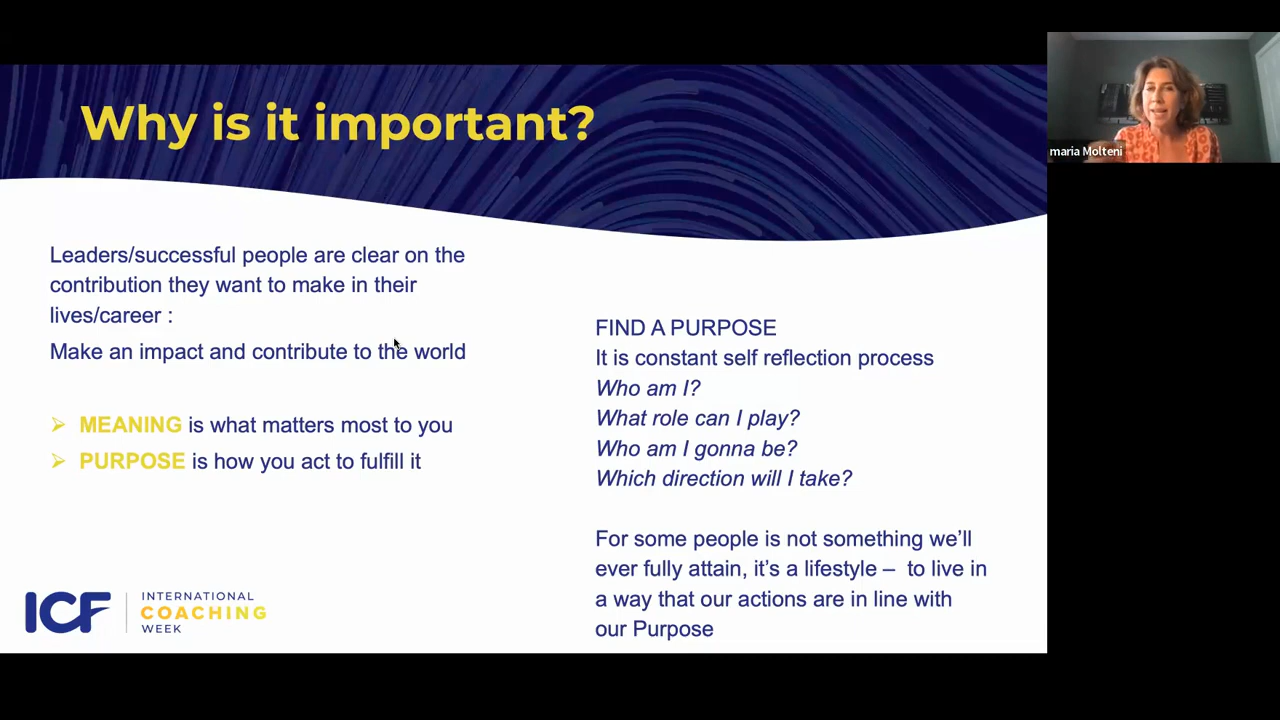 Why is it important?
maria Molteni
Leaders/successful people are clear on the
contribution they want to make in their
lives/career :
Make an impact and contribute to the world
MEANING is what matters most to you
PURPOSE is how you act to fulfill it
FIND A PURPOSE
It is constant self reflection process
Who am I?
What role can I play?
Who am I gonna be?
Which direction will I take?
For some people is not something we’ll
ever fully attain, it’s a lifestyle – to live in
a way that our actions are in line with
our Purpose
ICF
INTERNATIONAL
COACHING
WEEK